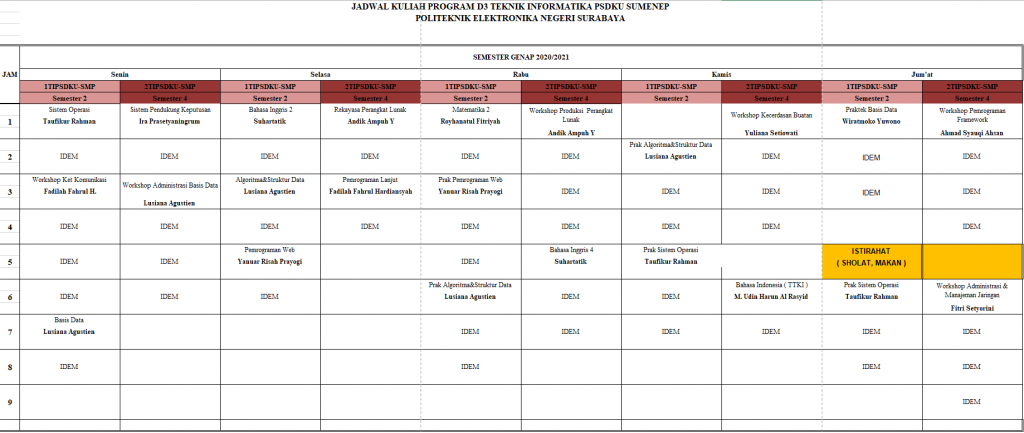 JADWAL KULIAH PROGRAM D3 TEKNIK INFORMATIKA PSDKU SUMENEP
POLITEKNIK ELEKTRONIKA NEGERI SURABAYA
SEMESTER GENAP 2020/2021
JAM
Senin Selasa Rabu Kamis Jum'at
1TIPSDKU-SMP 2TIPSDKU-SMP 1TIPSDKU-SMP 2TIPSDKU-SMP 1TIPSDKU-SMP 2TIPSDKU-SMP 1TIPSDKU-SMP 2TIPSDKU-SMP 1TIPSDKU-SMP 2TIPSDKU-SMP
Semester 2 Semester 4 Semester 2 Semester 4 Semester 2 Semester 4 Semester 2 Semester 4 Semester 2 Semester 4
1
Sistem Operasi
Taufikur Rahman
Sistem Pendukung Keputusan
Ira Prasetyaningrum
Bahasa Inggris 2
Suhartatik
Rekayasa Perangkat Lunak
Andik Ampuh Y
Matematika 2
Royhanatul Fitriyah
Workshop Produksi Perangkat
Lunak
Andik Ampuh Y
Workshop Kecerdasan Buatan
Yuliana Setiowati
Praktek Basis Data
Wiratmoko Yuwono
Workshop Pemrograman
Framework
Ahmad Syauqi Ahsan
2
IDEM IDEM IDEM IDEM IDEM IDEM
Prak Algoritma&Struktur Data
Lusiana Agustien
IDEM IDEM IDEM
3
Workshop Ket Komunikasi
Fadilah Fahrul H.
Workshop Administrasi Basis Data
Lusiana Agustien
Algoritma&Struktur Data
Lusiana Agustien
Pemrograman Lanjut
Fadilah Fahrul Hardiansyah
Prak Pemrograman Web
Yanuar Risah Prayogi
IDEM IDEM IDEM IDEM IDEM
4
IDEM IDEM IDEM IDEM IDEM IDEM IDEM IDEM IDEM IDEM
5
IDEM IDEM
Pemrograman Web
Yanuar Risah Prayogi
IDEM
Bahasa Inggris 4
Suhartatik
Prak Sistem Operasi
Taufikur Rahman
ISTIRAHAT
( SHOLAT, MAKAN )
6
IDEM IDEM IDEM
Prak Algoritma&Struktur Data
Lusiana Agustien
IDEM IDEM
Bahasa Indonesia ( TTKI )
M. Udin Harun Al Rasyid
Prak Sistem Operasi
Taufikur Rahman
Workshop Administrasi &
Manajeman Jaringan
Fitri Setyorini
7
Basis Data
Lusiana Agustien
IDEM IDEM IDEM IDEM IDEM IDEM
8
IDEM IDEM IDEM IDEM
9
IDEM